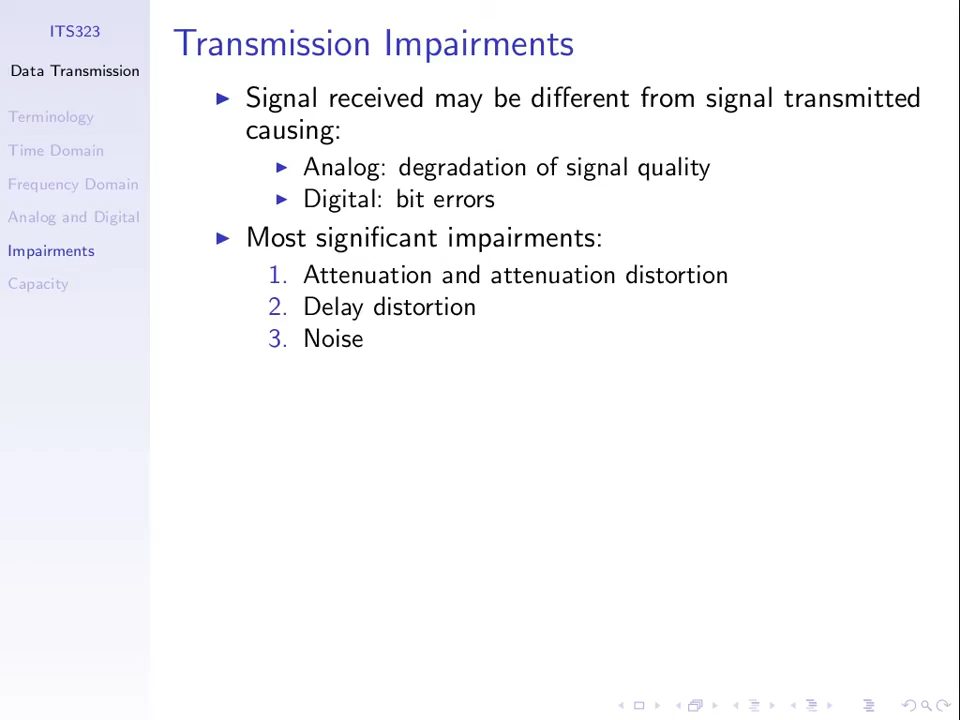 ITS323
Data Transmission
Terminology
Time Domain
Frequency Domain
Analog and Digital
Impairments
Capacity
Transmission Impairments
Signal received may be different from signal transmitted
causing:
Analog: degradation of signal quality
Digital: bit errors
Most significant impairments:
1. Attenuation and attenuation distortion
2. Delay distortion
3. Noise